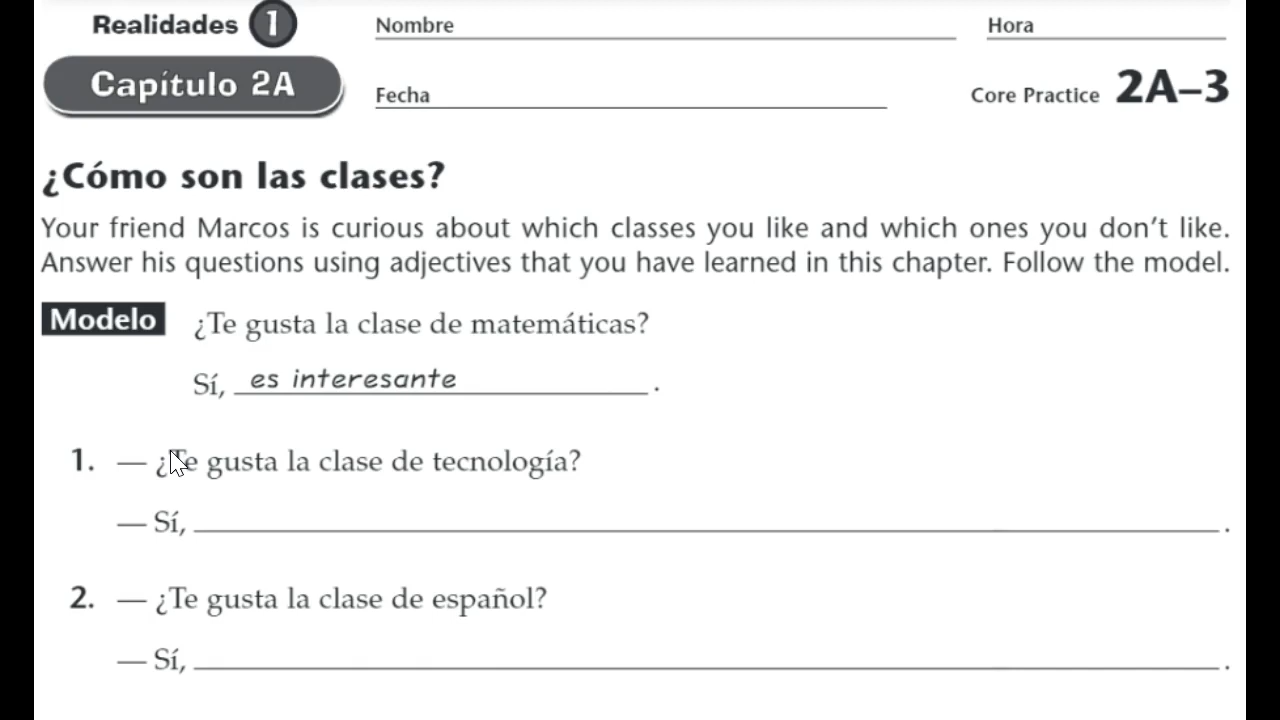 Realidades 1 Nombre Hora
Capítulo 2A Fecha Core Practice 2A–3
¿Cómo son las clases?
Your friend Marcos is curious about which classes you like and which ones you don't like.
Answer his questions using adjectives that you have learned in this chapter. Follow the model.
Modelo ¿Te gusta la clase de matemáticas?
Sí, es interesante .
1. — ¿Te gusta la clase de tecnología?
— Sí, .
2. — ¿Te gusta la clase de español?
— Sí, .